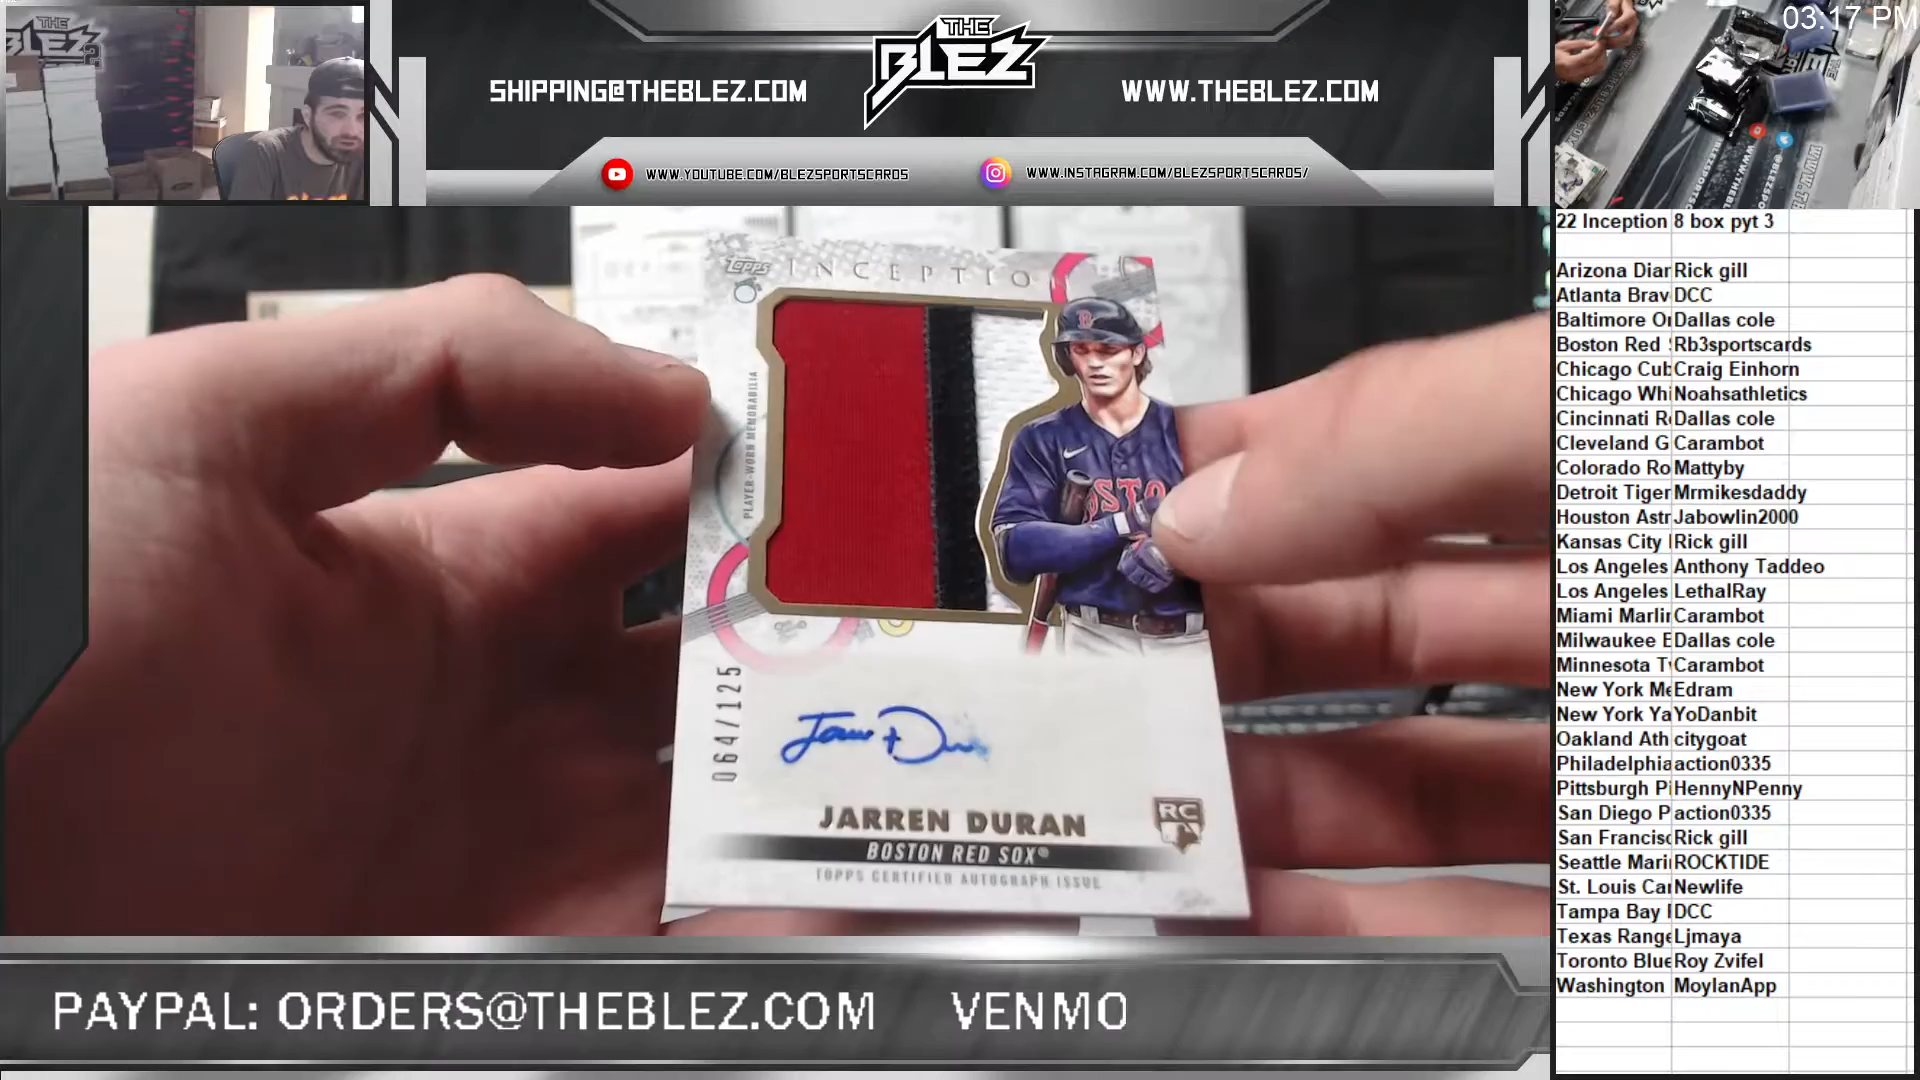 THE
BLEZ
SHIPPING@THEBLEZ.COM
WWW.THEBLEZ.COM
WWW.YOUTUBE.COM/BLEZSPORTSCARDS
WWW.INSTAGRAM.COM/BLEZSPORTSCARDS/
03:17 PM
TOPPS INCEPTIO
PLAYER-WORN MEMORABILIA
BOSTO
064/125
JARREN DURAN
RC
BOSTON RED SOX®
TOPPS CERTIFIED AUTOGRAPH ISSUE
PAYPAL: ORDERS@THEBLEZ.COM VENMO
22 Inception 8 box pyt 3
Arizona Diar Rick gill
Atlanta Brav DCC
Baltimore O Dallas cole
Boston Red Rb3sportscards
Chicago Cub Craig Einhorn
Chicago Whi Noahsathletics
Cincinnati R Dallas cole
Cleveland G Carambot
Colorado Ro Mattyby
Detroit Tiger Mrmikesdaddy
Houston Astr Jabowlin2000
Kansas City Rick gill
Los Angeles Anthony Taddeo
Los Angeles LethalRay
Miami Marlin Carambot
Milwaukee B Dallas cole
Minnesota Tw Carambot
New York Me Edram
New York Ya YoDanbit
Oakland Ath citygoat
Philadelphia action0335
Pittsburgh Pi HennyNPenny
San Diego P action0335
San Francisc Rick gill
Seattle Mari ROCKTIDE
St. Louis Car Newlife
Tampa Bay DCC
Texas Range Ljmaya
Toronto Blue Roy Zvifel
Washington MoylanApp